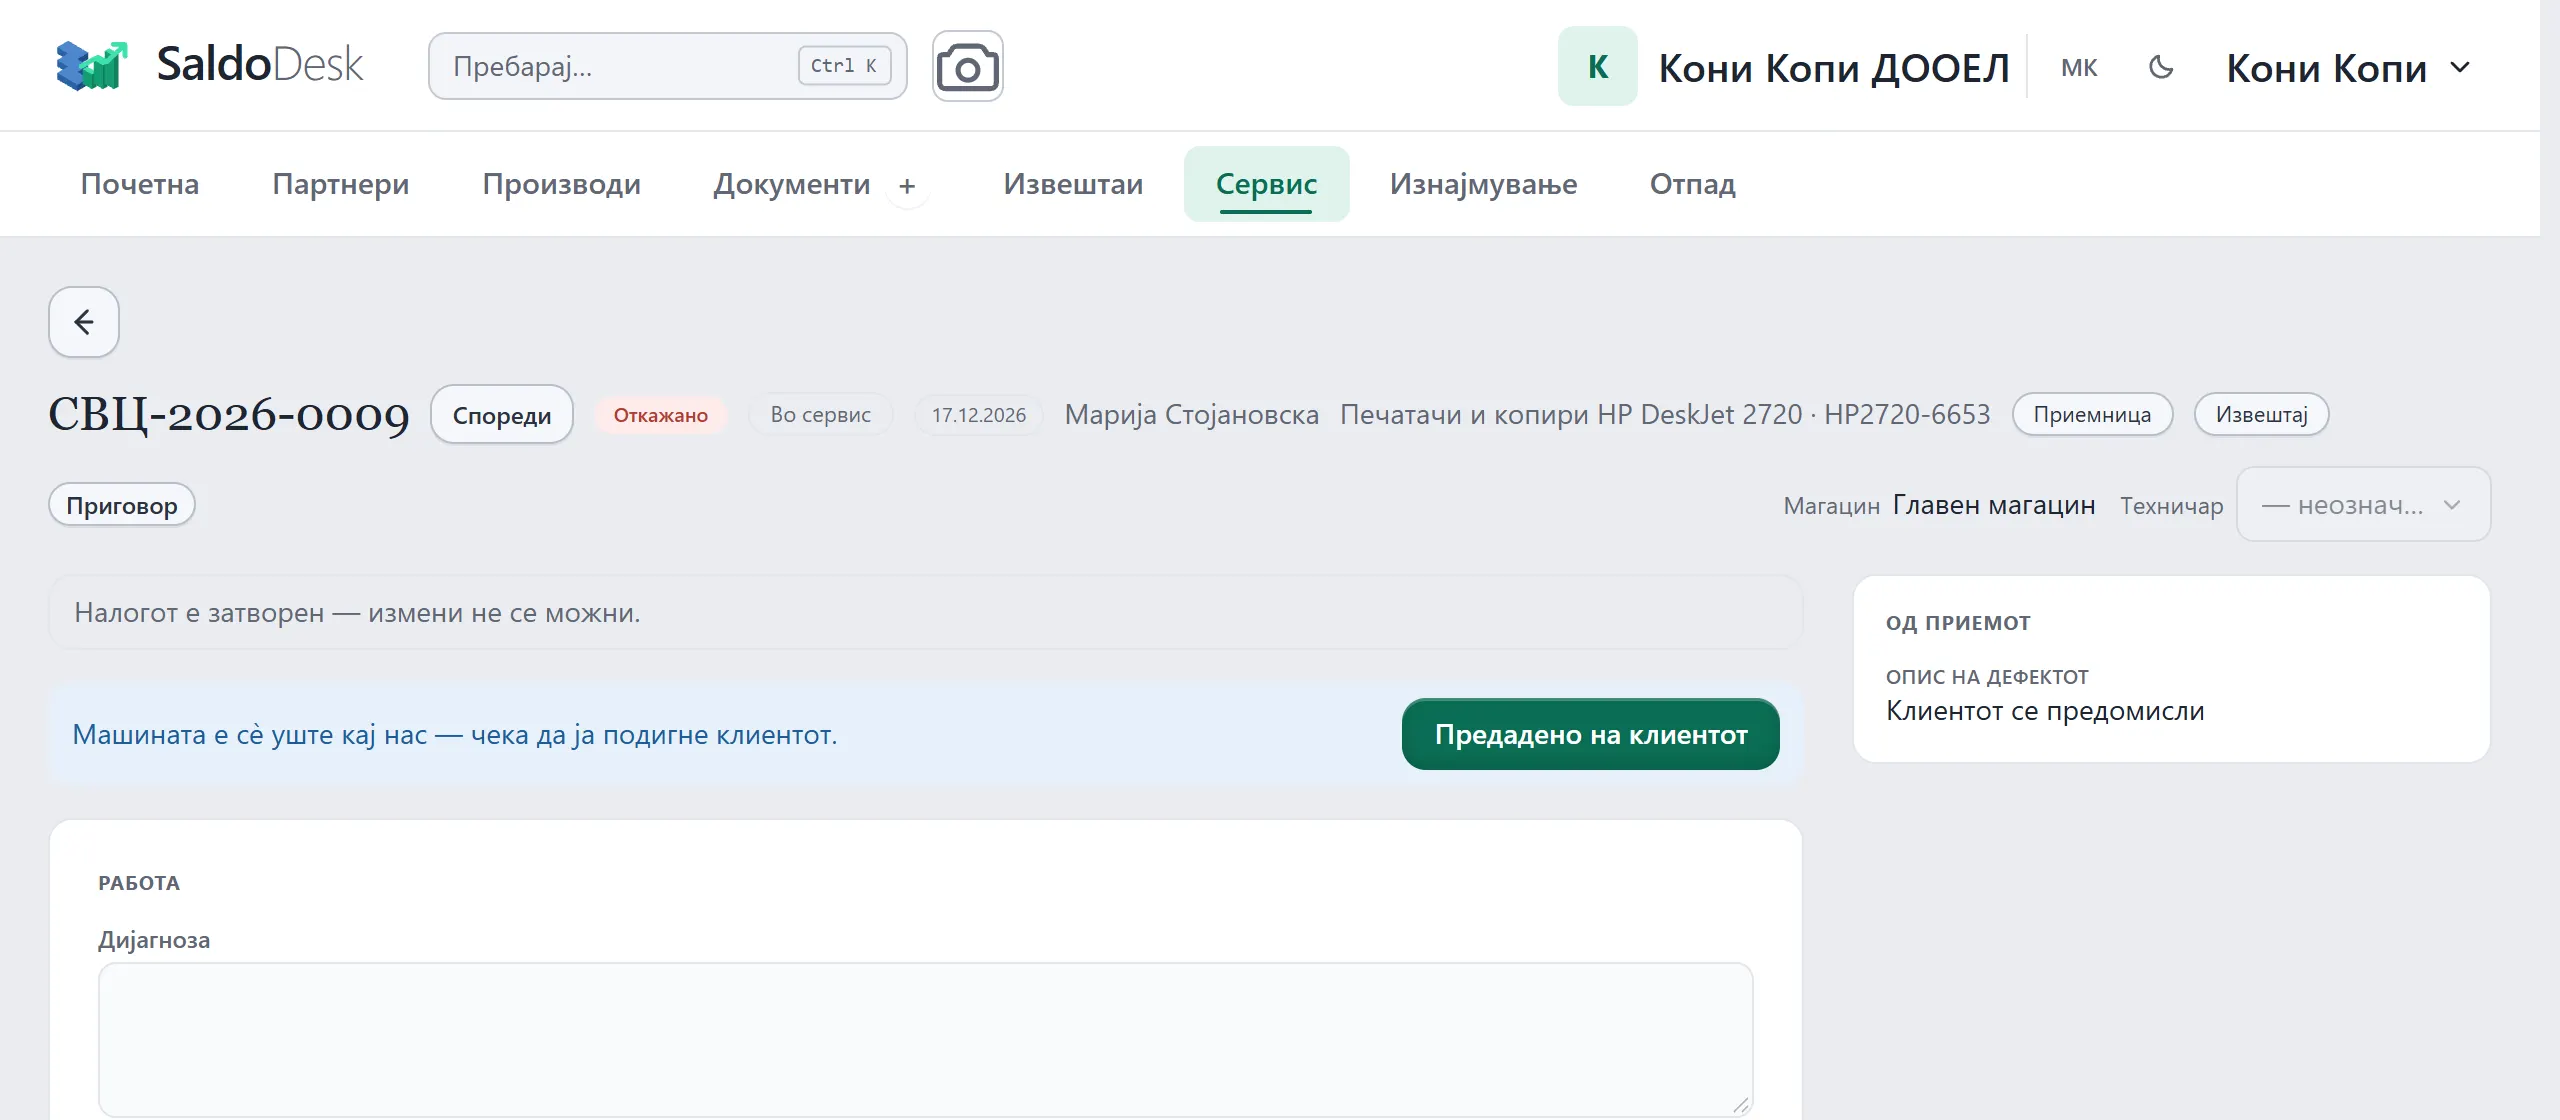 SaldoDesk
Пребарај... Ctrl K
К Кони Копи ДООЕЛ МК Кони Копи
Почетна Партнери Производи Документи + Извештаи Сервис Изнајмување Отпад
СВЦ-2026-0009 Спореди Откажано Во сервис 17.12.2026 Марија Стојановска Печатачи и копири HP DeskJet 2720 · HP2720-6653 Приемница Извештај
Приговор Магацин Главен магацин Техничар — неознач...
Налогот е затворен — измени не се можни.
Машината е сѐ уште кај нас — чека да ја подигне клиентот. Предадено на клиентот
ОД ПРИЕМОТ
ОПИС НА ДЕФЕКТОТ
Клиентот се предомисли
РАБОТА
Дијагноза